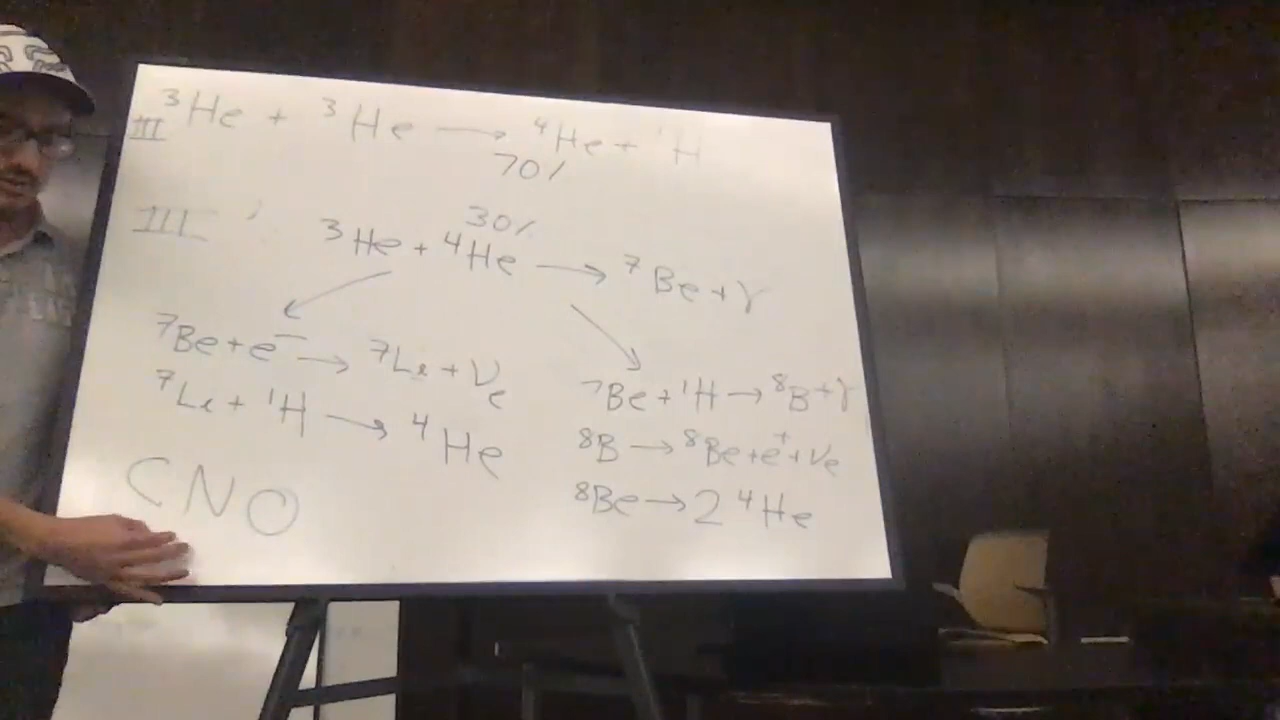 ³He + ³He → ⁴He + ¹H
III
70%
III'
30%
³He + ⁴He → ⁷Be + γ
⁷Be + e⁻ → ⁷Li + νe
⁷Li + ¹H → ⁴He
⁷Be + ¹H → ⁸B + γ
⁸B → ⁸Be + e⁺ + νe
⁸Be → 2 ⁴He
CNO